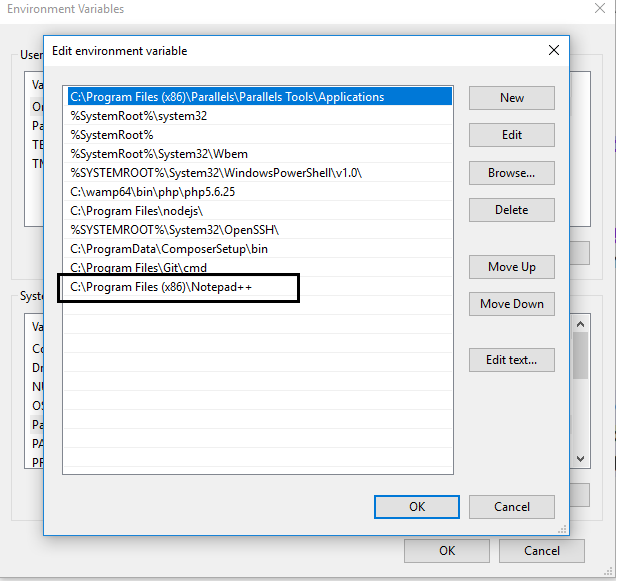 Environment Variables
Edit environment variable
User
Va
On
Pa
TE
TM
C:\Program Files (x86)\Parallels\Parallels Tools\Applications
%SystemRoot%\system32
%SystemRoot%
%SystemRoot%\System32\Wbem
%SYSTEMROOT%\System32\WindowsPowerShell\v1.0\
C:\wamp64\bin\php\php5.6.25
C:\Program Files\nodejs\
%SYSTEMROOT%\System32\OpenSSH\
C:\ProgramData\ComposerSetup\bin
C:\Program Files\Git\cmd
C:\Program Files (x86)\Notepad++
New
Edit
Browse...
Delete
Move Up
Move Down
Edit text...
Syste
Va
Co
Dr
NU
OS
Pa
PA
PR
OK
Cancel
OK
Cancel